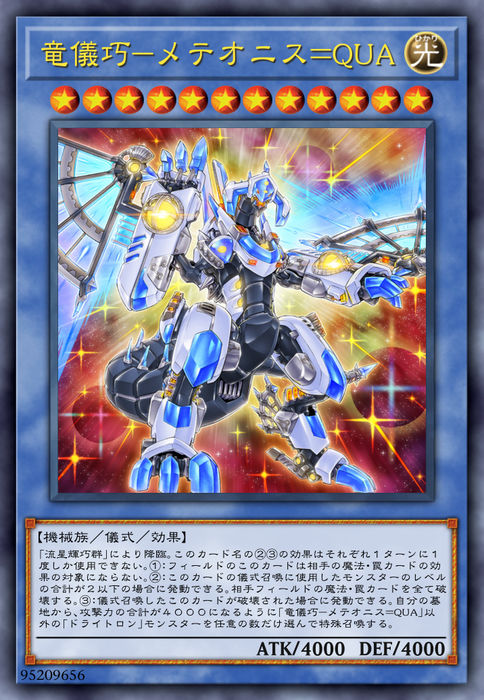 竜儀巧−メテオニス=QUA
ひかり
光
【機械族／儀式／効果】
「流星輝巧群」により降臨。このカード名の②③の効果はそれぞれ１ターンに１
度しか使用できない。①：フィールドのこのカードは相手の魔法・罠カードの効
果の対象にならない。②：このカードの儀式召喚に使用したモンスターのレベル
の合計が２以下の場合に発動できる。相手フィールドの魔法・罠カードを全て破
壊する。③：儀式召喚したこのカードが破壊された場合に発動できる。自分の墓
地から、攻撃力の合計が４０００になるように「竜儀巧−メテオニス=QUA」以
外の「ドライトロン」モンスターを任意の数だけ選んで特殊召喚する。
ATK/4000 DEF/4000
95209656